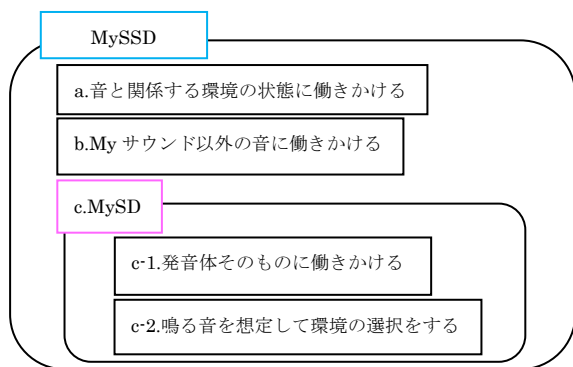 MySSD
a.音と関係する環境の状態に働きかける
b.My サウンド以外の音に働きかける
c.MySD
c-1.発音体そのものに働きかける
c-2.鳴る音を想定して環境の選択をする